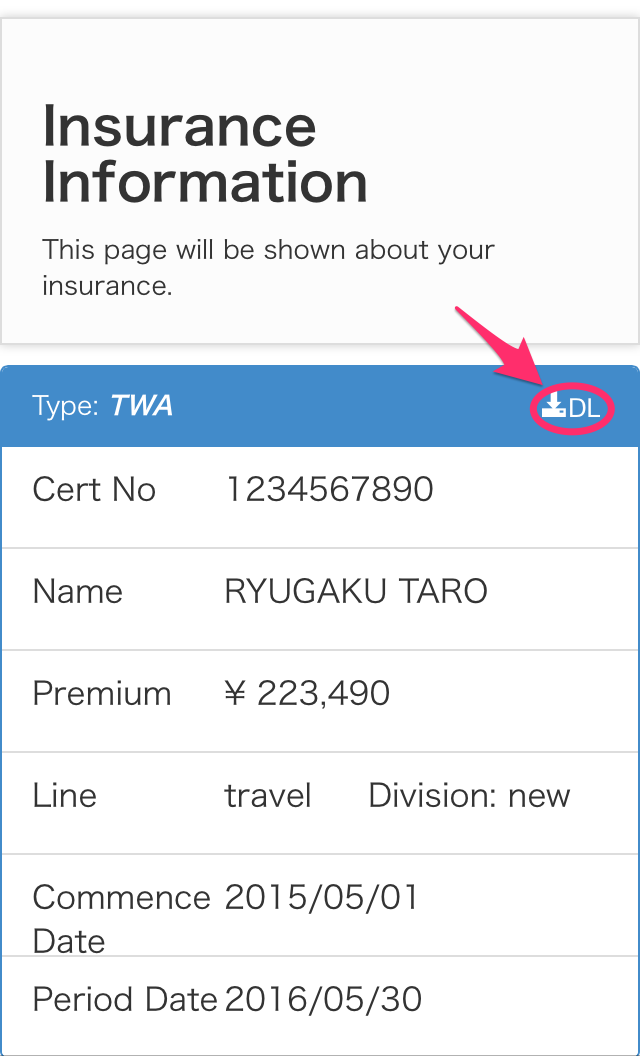 Insurance
Information
This page will be shown about your
insurance.
Type: TWA DL
Cert No 1234567890
Name RYUGAKU TARO
Premium ¥ 223,490
Line travel Division: new
Commence 2015/05/01
Date
Period Date 2016/05/30